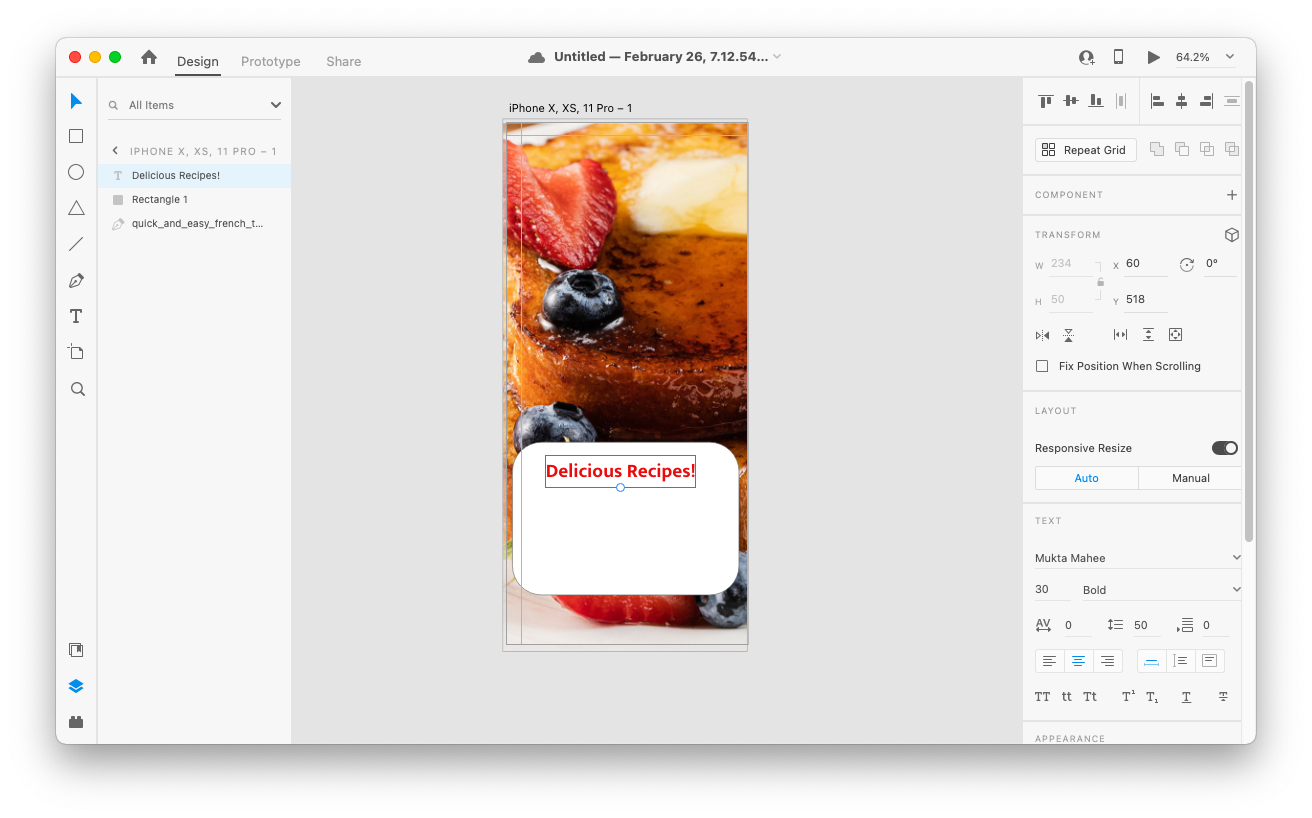 Design
Prototype
Share
Untitled — February 26, 7.12.54...
64.2%
All Items
IPHONE X, XS, 11 PRO – 1
Delicious Recipes!
Rectangle 1
quick_and_easy_french_t...
T
iPhone X, XS, 11 Pro – 1
Delicious Recipes!
Repeat Grid
COMPONENT
TRANSFORM
W 234 X 60 0°
H 50 Y 518
Fix Position When Scrolling
LAYOUT
Responsive Resize
Auto Manual
TEXT
Mukta Mahee
30 Bold
AV 0 50 0
TT tt Tt T¹ T₁ T T
APPEARANCE